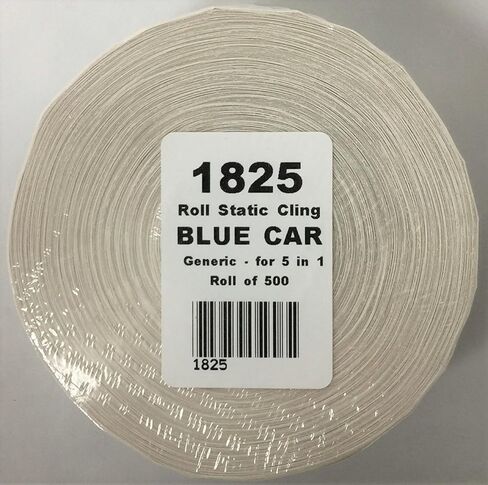 1825
Roll Static Cling
BLUE CAR
Generic - for 5 in 1
Roll of 500
1825